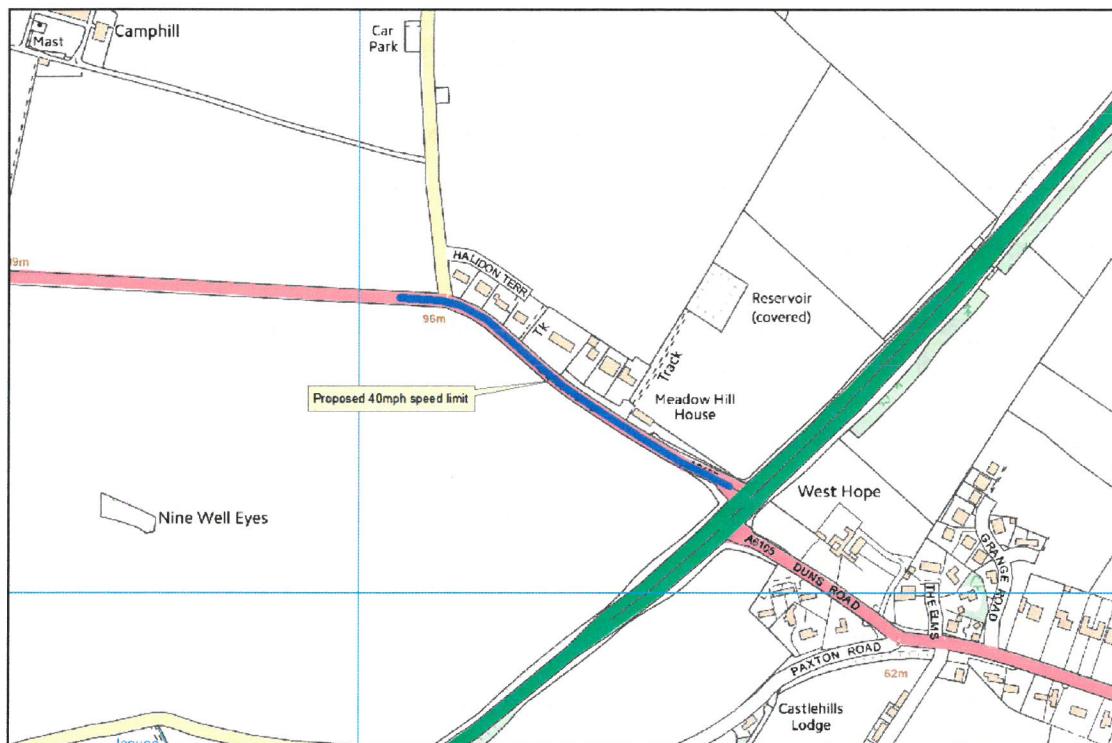 Mast
Camphill
Car
Park
HALIDON TERR
96m
TK
Track
Reservoir
(covered)
Proposed 40mph speed limit
Meadow Hill
House
Nine Well Eyes
West Hope
A6105
DUNS ROAD
GRANGE ROAD
THE ELMS
PAXTON ROAD
62m
Castlehills
Lodge